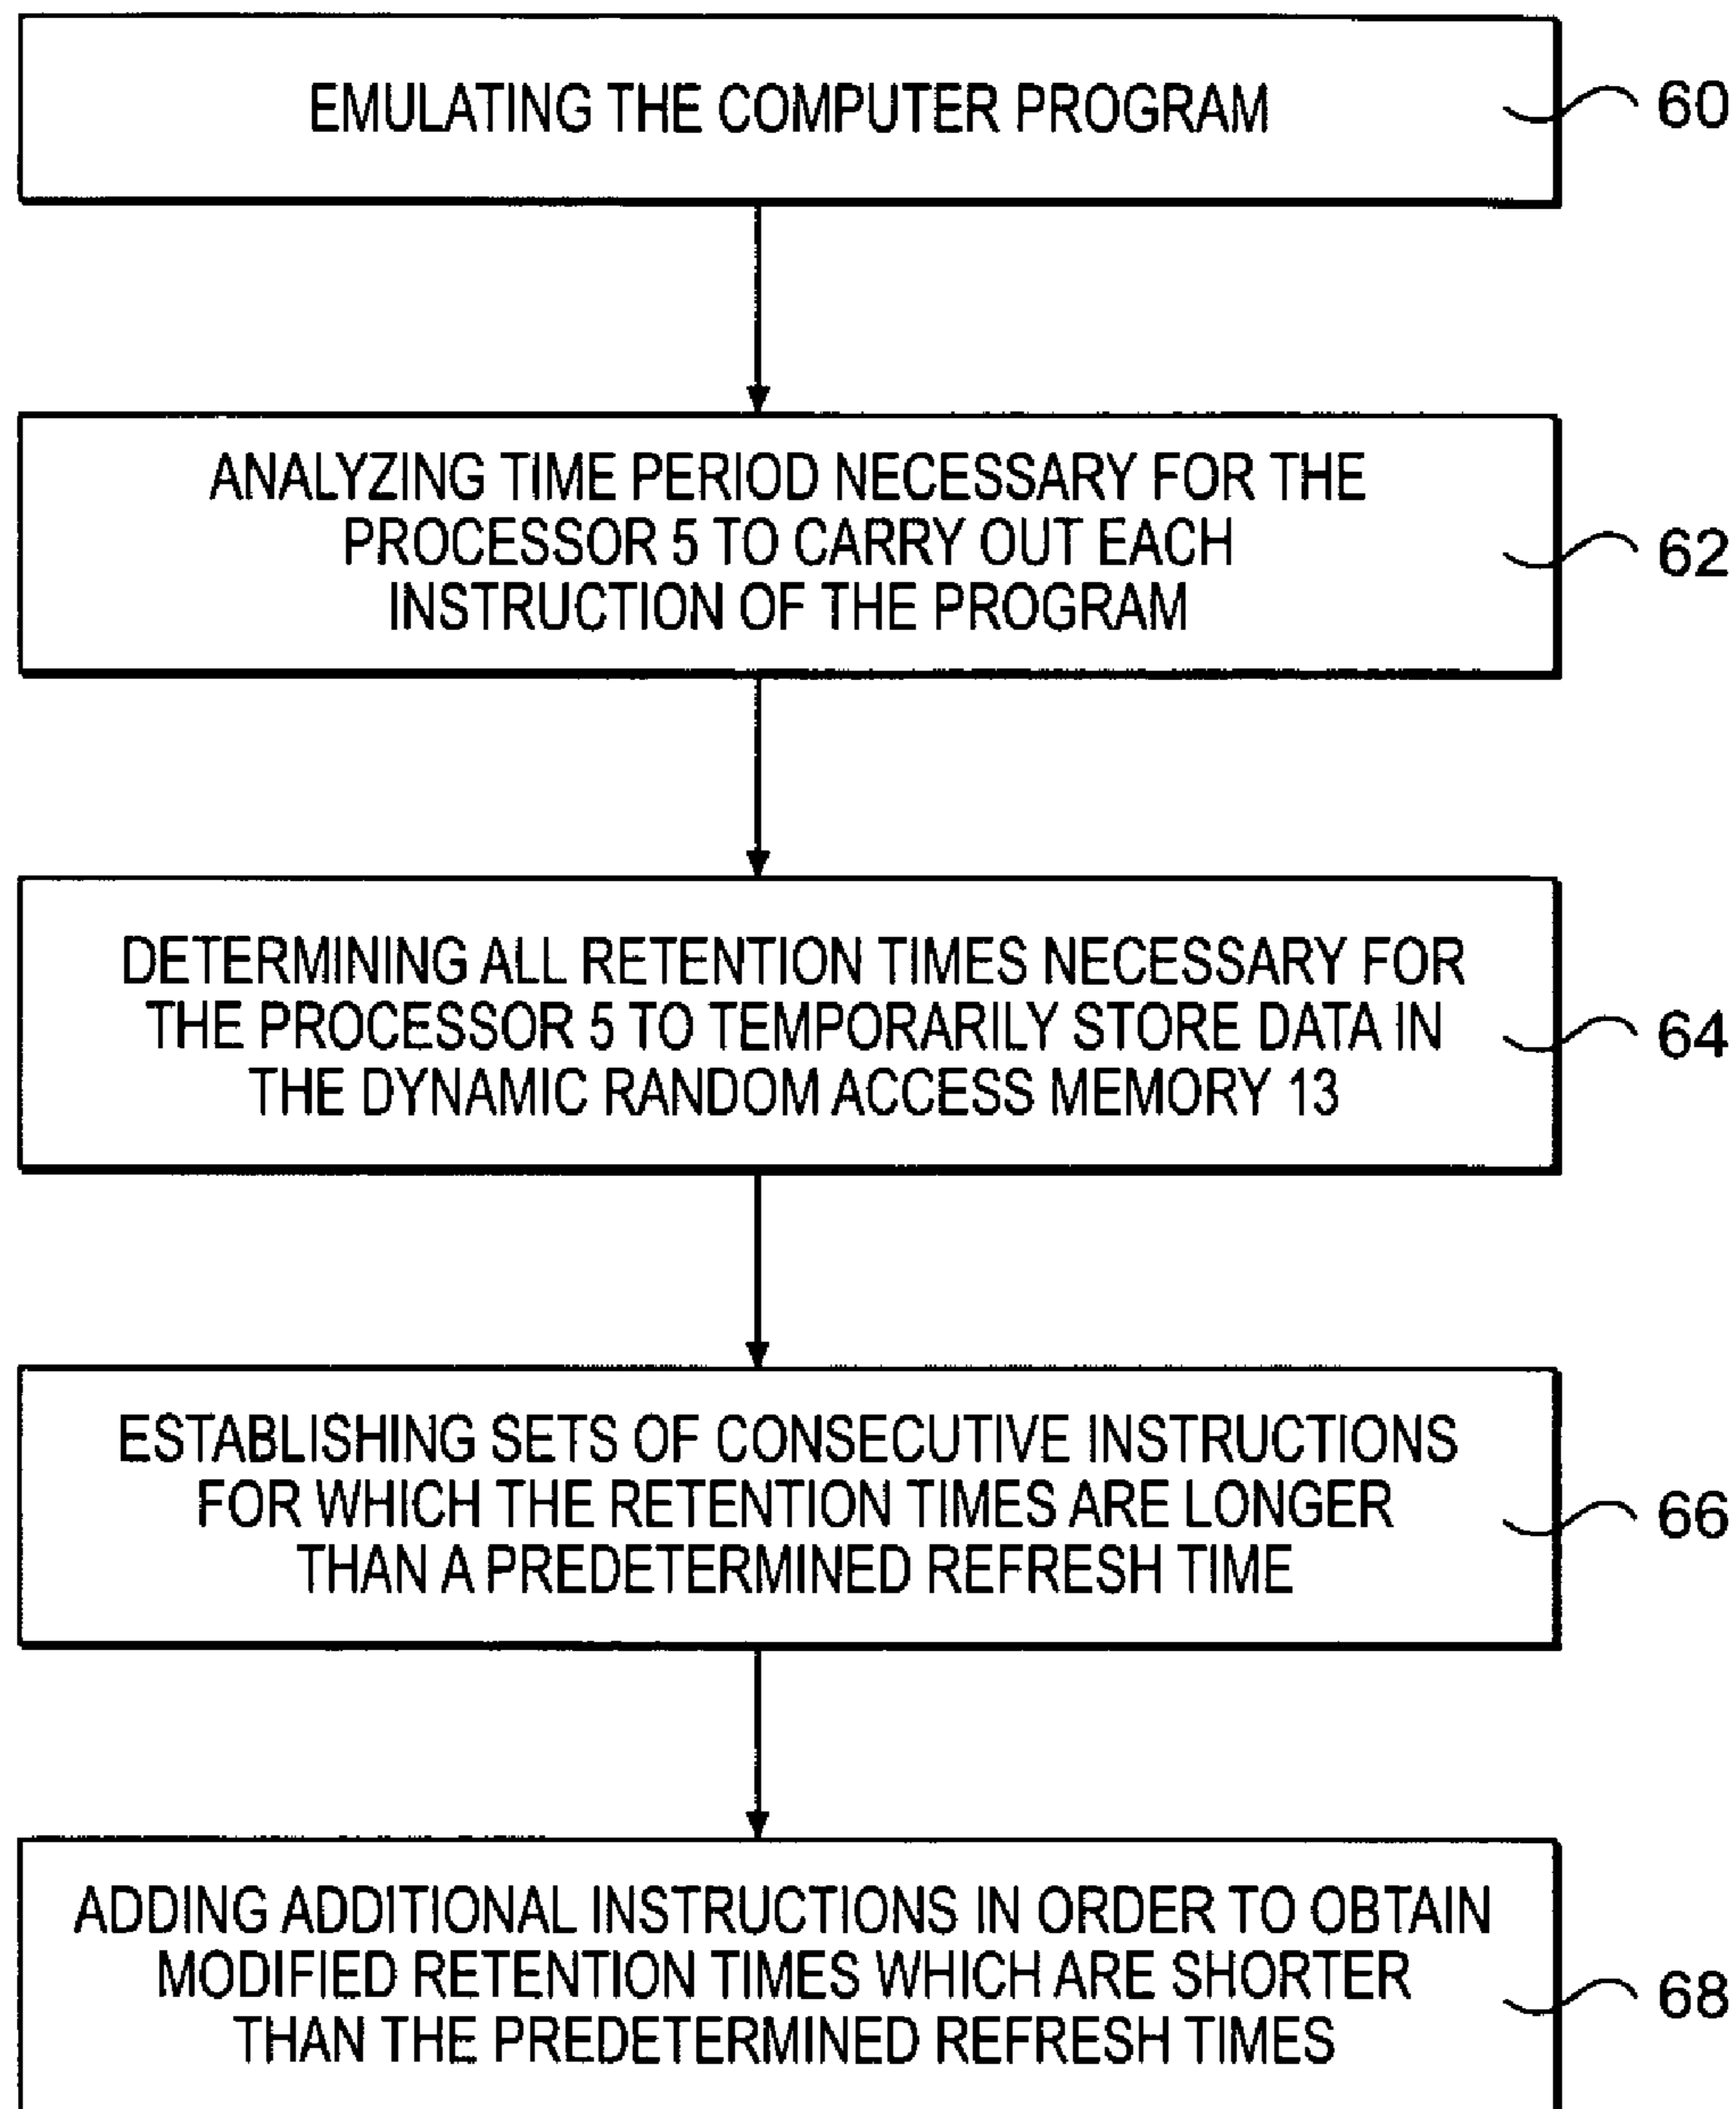 EMULATING THE COMPUTER PROGRAM
60
ANALYZING TIME PERIOD NECESSARY FOR THE
PROCESSOR 5 TO CARRY OUT EACH
INSTRUCTION OF THE PROGRAM
62
DETERMINING ALL RETENTION TIMES NECESSARY FOR
THE PROCESSOR 5 TO TEMPORARILY STORE DATA IN
THE DYNAMIC RANDOM ACCESS MEMORY 13
64
ESTABLISHING SETS OF CONSECUTIVE INSTRUCTIONS
FOR WHICH THE RETENTION TIMES ARE LONGER
THAN A PREDETERMINED REFRESH TIME
66
ADDING ADDITIONAL INSTRUCTIONS IN ORDER TO OBTAIN
MODIFIED RETENTION TIMES WHICH ARE SHORTER
THAN THE PREDETERMINED REFRESH TIMES
68